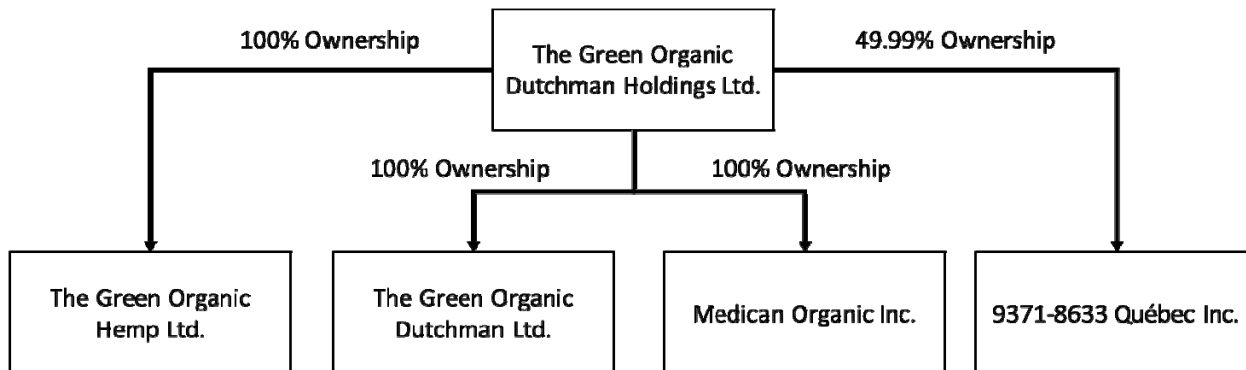 100% Ownership
The Green Organic
Dutchman Holdings Ltd.
49.99% Ownership
100% Ownership
100% Ownership
The Green Organic
Hemp Ltd.
The Green Organic
Dutchman Ltd.
Medican Organic Inc.
9371-8633 Québec Inc.